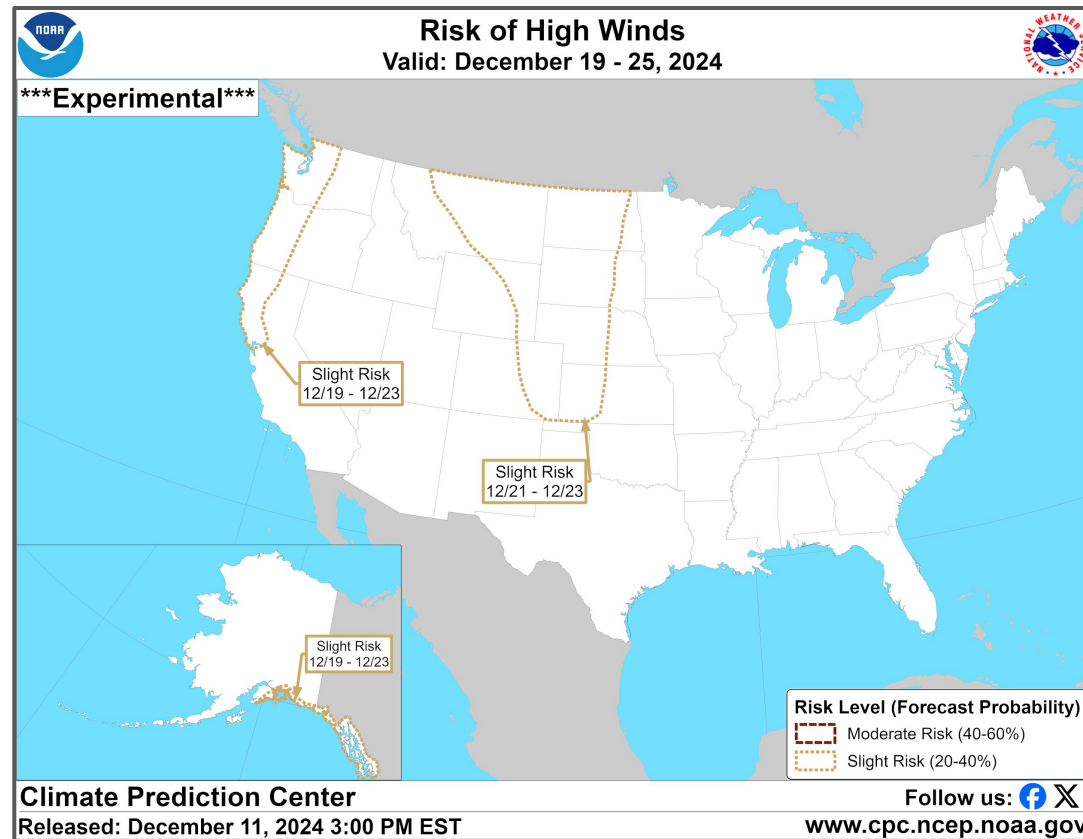 NOAA
Risk of High Winds
Valid: December 19 - 25, 2024
NATIONAL WEATHER SERVICE
***Experimental***
Slight Risk
12/19 - 12/23
Slight Risk
12/21 - 12/23
Slight Risk
12/19 - 12/23
Risk Level (Forecast Probability)
Moderate Risk (40-60%)
Slight Risk (20-40%)
Climate Prediction Center
Follow us:
Released: December 11, 2024 3:00 PM EST
www.cpc.ncep.noaa.gov